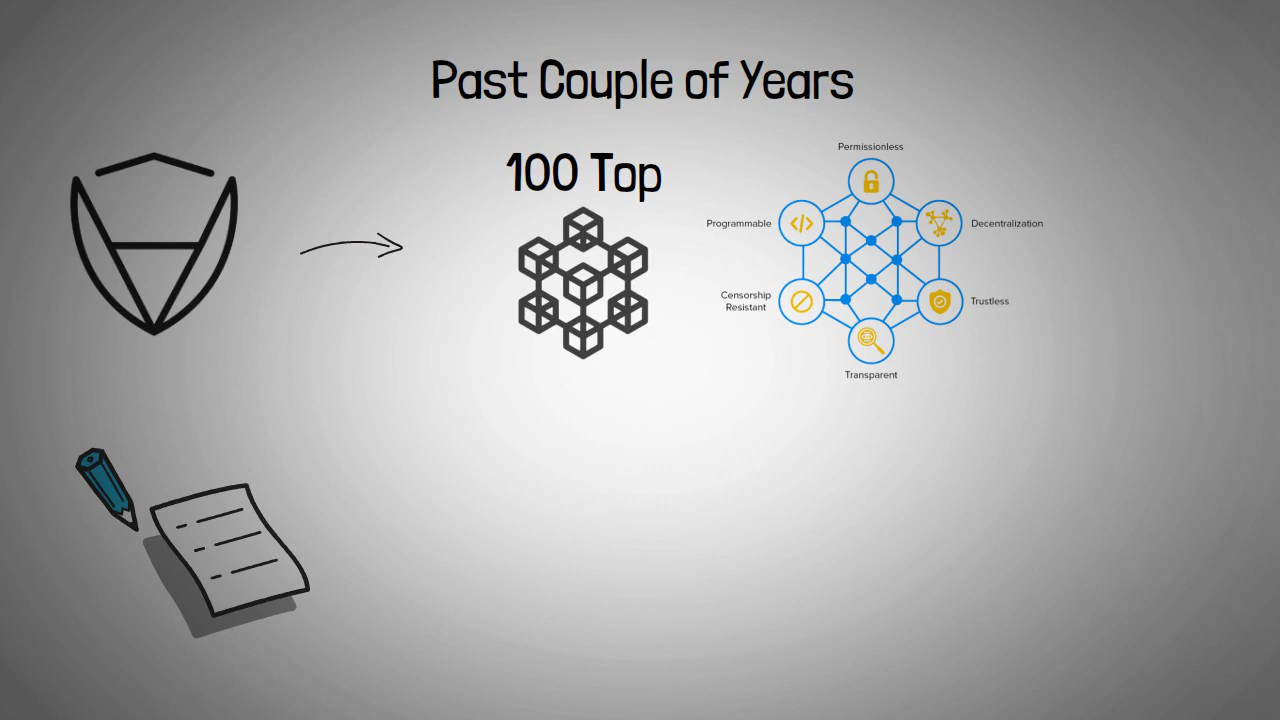 Past Couple of Years
100 Top
Permissionless
Programmable
Decentralization
Censorship
Resistant
Trustless
Transparent